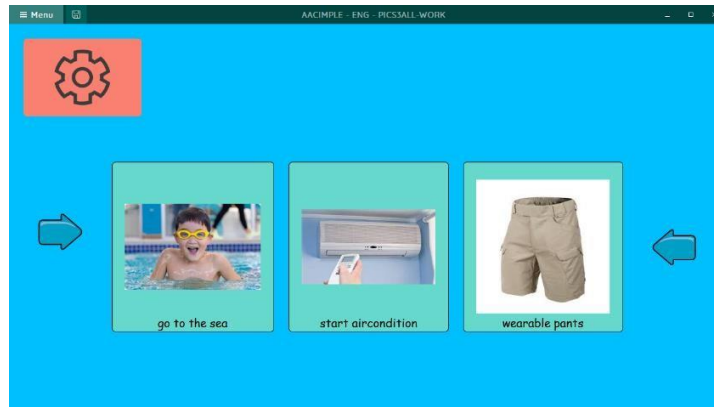 Menu
AACIMPLE - ENG - PICS3ALL-WORK
go to the sea
start aircondition
wearable pants